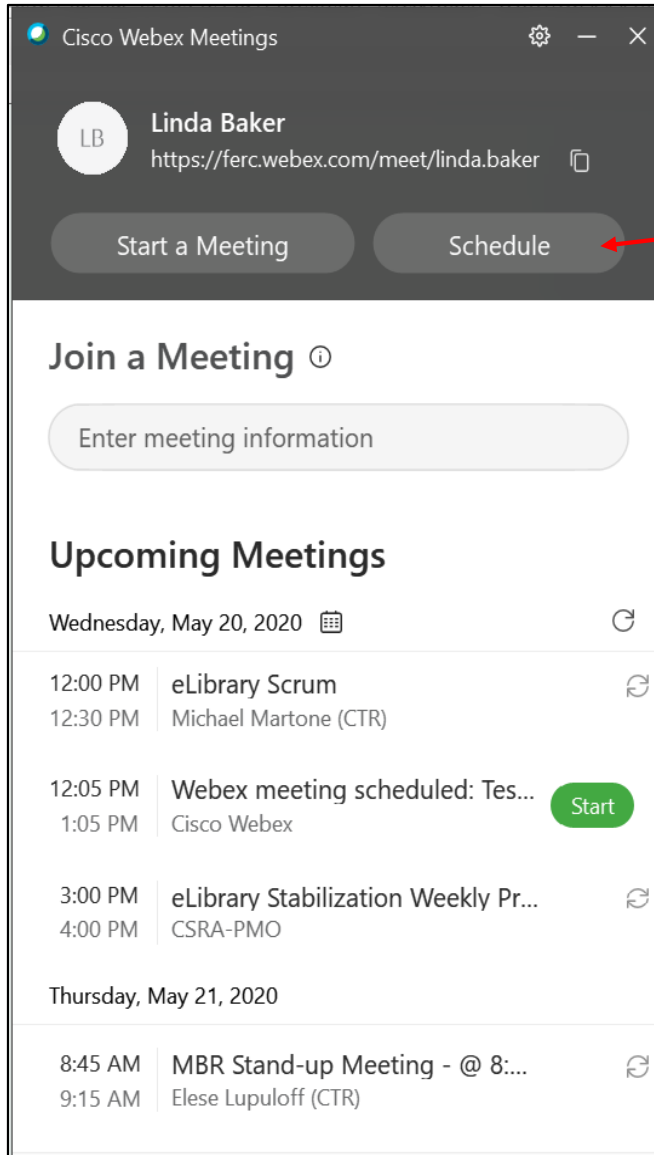 Cisco Webex Meetings
LB
Linda Baker
https://ferc.webex.com/meet/linda.baker
Start a Meeting
Schedule
Join a Meeting
Enter meeting information
Upcoming Meetings
Wednesday, May 20, 2020
12:00 PM eLibrary Scrum
12:30 PM Michael Martone (CTR)
12:05 PM Webex meeting scheduled: Tes...
Start
1:05 PM Cisco Webex
3:00 PM eLibrary Stabilization Weekly Pr...
4:00 PM CSRA-PMO
Thursday, May 21, 2020
8:45 AM MBR Stand-up Meeting - @ 8:...
9:15 AM Elese Lupuloff (CTR)